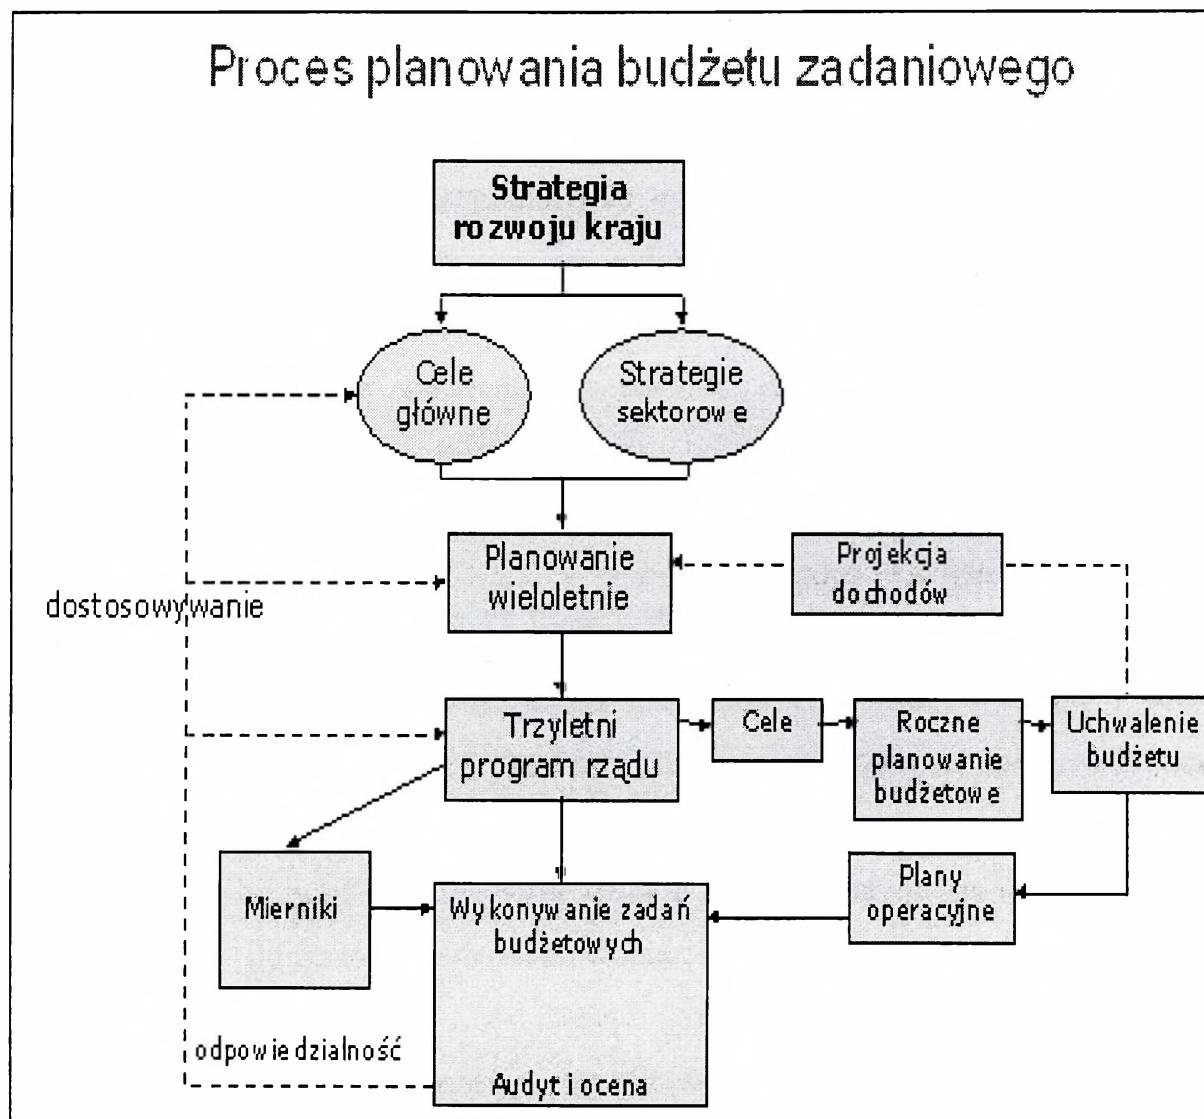 Proces planowania budżetu zadaniowego
Strategia
rozwoju kraju
Cele
główne
Strategie
sektorowe
Planowanie
wieloletnie
Projekcja
dochodów
dostosowywanie
Trzyletni
program rządu
Cele
Roczne
planowanie
budżetowe
Uchwalenie
budżetu
Mierniki
Wykonywanie zadań
budżetowych
Plany
operacyjne
odpowiedzialność
Audyt i ocena